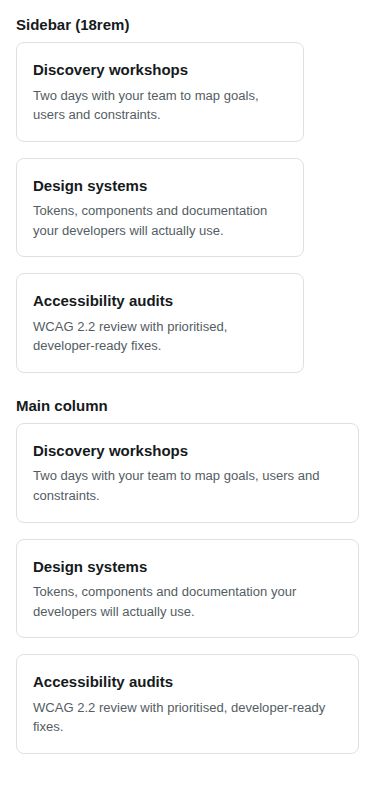 Sidebar (18rem)
Discovery workshops
Two days with your team to map goals,
users and constraints.
Design systems
Tokens, components and documentation
your developers will actually use.
Accessibility audits
WCAG 2.2 review with prioritised,
developer-ready fixes.
Main column
Discovery workshops
Two days with your team to map goals, users and
constraints.
Design systems
Tokens, components and documentation your
developers will actually use.
Accessibility audits
WCAG 2.2 review with prioritised, developer-ready
fixes.